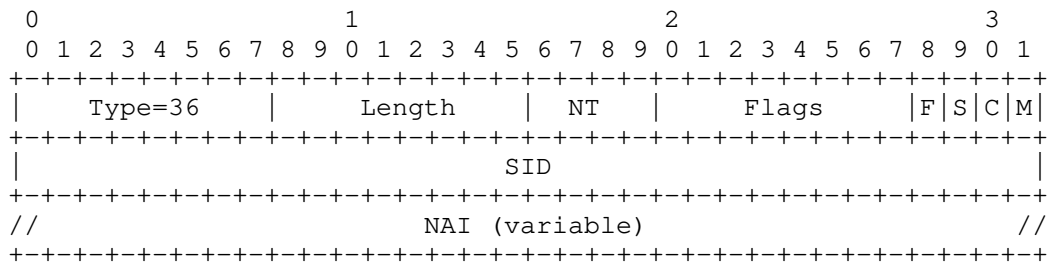 0                   1                   2                   3
 0 1 2 3 4 5 6 7 8 9 0 1 2 3 4 5 6 7 8 9 0 1 2 3 4 5 6 7 8 9 0 1
+-+-+-+-+-+-+-+-+-+-+-+-+-+-+-+-+-+-+-+-+-+-+-+-+-+-+-+-+-+-+-+-+
|    Type=36    |     Length    |  NT   |     Flags     |F|S|C|M|
+-+-+-+-+-+-+-+-+-+-+-+-+-+-+-+-+-+-+-+-+-+-+-+-+-+-+-+-+-+-+-+-+
|                              SID                              |
+-+-+-+-+-+-+-+-+-+-+-+-+-+-+-+-+-+-+-+-+-+-+-+-+-+-+-+-+-+-+-+-+
//                        NAI (variable)                       //
+-+-+-+-+-+-+-+-+-+-+-+-+-+-+-+-+-+-+-+-+-+-+-+-+-+-+-+-+-+-+-+-+